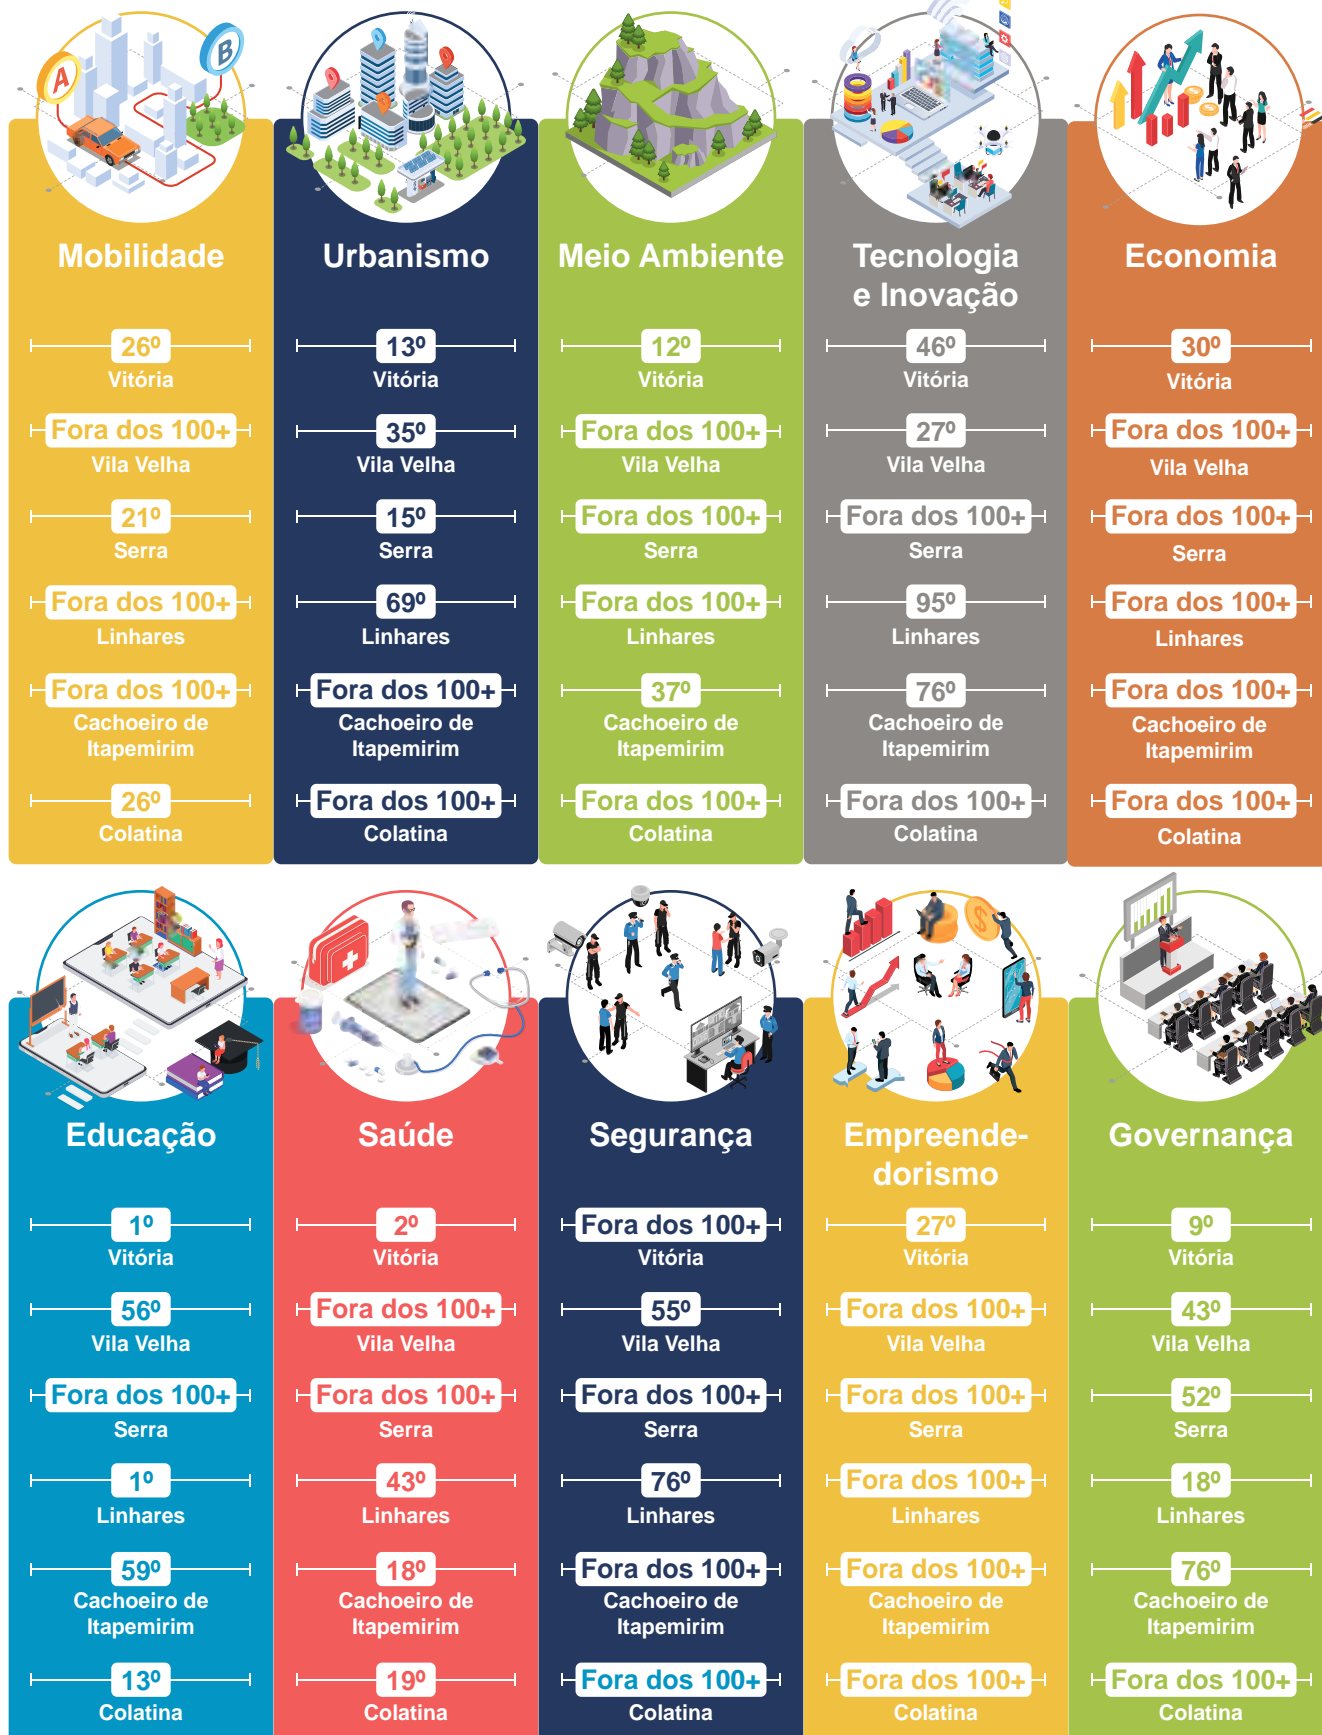 A
B
Mobilidade
26º
Vitória
Fora dos 100+
Vila Velha
21º
Serra
Fora dos 100+
Linhares
Fora dos 100+
Cachoeiro de
Itapemirim
26º
Colatina
Urbanismo
13º
Vitória
35º
Vila Velha
15º
Serra
69º
Linhares
Fora dos 100+
Cachoeiro de
Itapemirim
Fora dos 100+
Colatina
Meio Ambiente
12º
Vitória
Fora dos 100+
Vila Velha
Fora dos 100+
Serra
Fora dos 100+
Linhares
37º
Cachoeiro de
Itapemirim
Fora dos 100+
Colatina
Tecnologia
e Inovação
46º
Vitória
27º
Vila Velha
Fora dos 100+
Serra
95º
Linhares
76º
Cachoeiro de
Itapemirim
Fora dos 100+
Colatina
Economia
30º
Vitória
Fora dos 100+
Vila Velha
Fora dos 100+
Serra
Fora dos 100+
Linhares
Fora dos 100+
Cachoeiro de
Itapemirim
Fora dos 100+
Colatina
Educação
1º
Vitória
56º
Vila Velha
Fora dos 100+
Serra
1º
Linhares
59º
Cachoeiro de
Itapemirim
13º
Colatina
Saúde
2º
Vitória
Fora dos 100+
Vila Velha
Fora dos 100+
Serra
43º
Linhares
18º
Cachoeiro de
Itapemirim
19º
Colatina
Segurança
Fora dos 100+
Vitória
55º
Vila Velha
Fora dos 100+
Serra
76º
Linhares
Fora dos 100+
Cachoeiro de
Itapemirim
Fora dos 100+
Colatina
$
Empreende-
dorismo
27º
Vitória
Fora dos 100+
Vila Velha
Fora dos 100+
Serra
Fora dos 100+
Linhares
Fora dos 100+
Cachoeiro de
Itapemirim
Fora dos 100+
Colatina
Governança
9º
Vitória
43º
Vila Velha
52º
Serra
18º
Linhares
76º
Cachoeiro de
Itapemirim
Fora dos 100+
Colatina